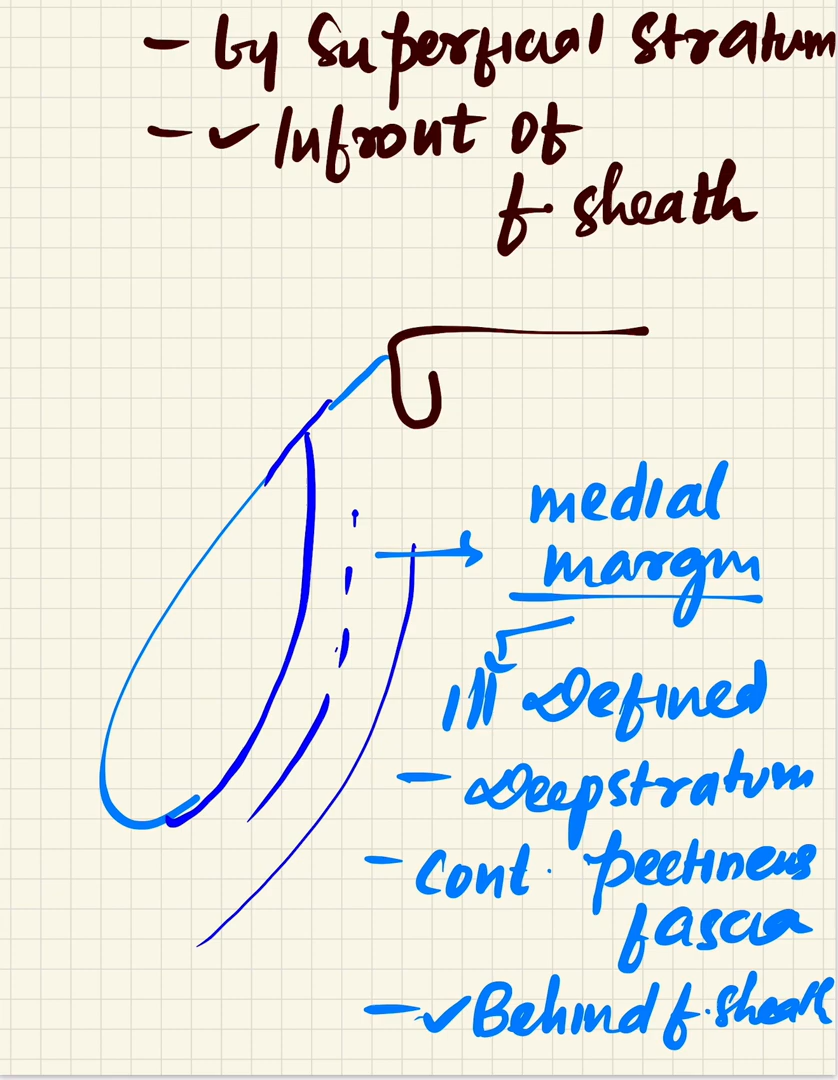 - by Superficial Stratum
- ✓ Infront of
f. sheath
medial
margin
ill Defined
- Deepstratum
- Cont. pectineus
fascia
- ✓ Behind f. sheath